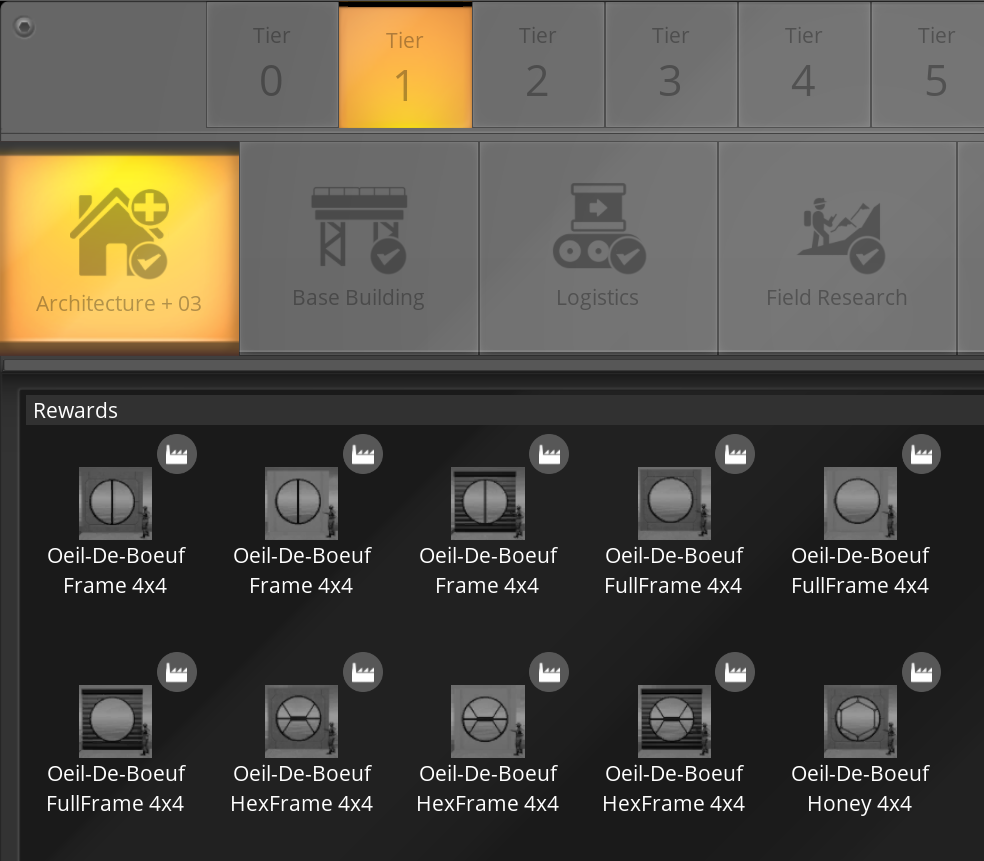 Tier
0
Tier
1
Tier
2
Tier
3
Tier
4
Tier
5
Architecture + 03
Base Building
Logistics
Field Research
Rewards
Oeil-De-Boeuf
Frame 4x4
Oeil-De-Boeuf
Frame 4x4
Oeil-De-Boeuf
Frame 4x4
Oeil-De-Boeuf
FullFrame 4x4
Oeil-De-Boeuf
FullFrame 4x4
Oeil-De-Boeuf
FullFrame 4x4
Oeil-De-Boeuf
HexFrame 4x4
Oeil-De-Boeuf
HexFrame 4x4
Oeil-De-Boeuf
HexFrame 4x4
Oeil-De-Boeuf
Honey 4x4